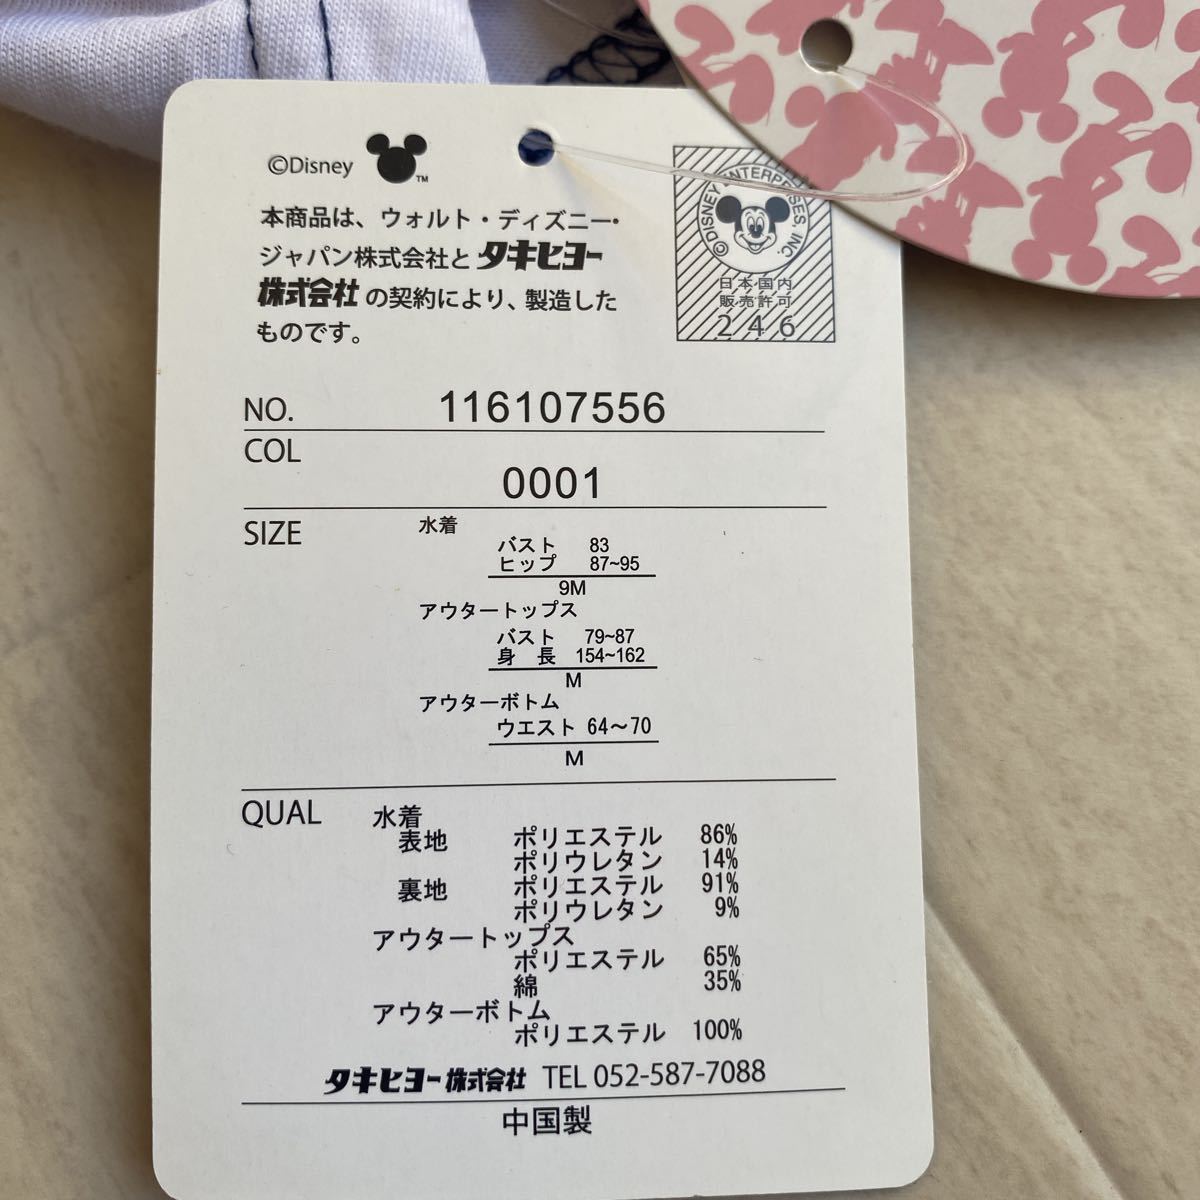 ©Disney
TM
本商品は、ウォルト・ディズニー・
ジャパン株式会社と タキヒヨー
株式会社 の契約により、製造した
ものです。
©DISNEY ENTERPRISES, INC.
日本国内
販売許可
246
NO. 116107556
COL
0001
SIZE
水着
バスト 83
ヒップ 87~95
9M
アウタートップス
バスト 79~87
身 長 154~162
M
アウターボトム
ウエスト 64～70
M
QUAL
水着
表地 ポリエステル 86%
ポリウレタン 14%
裏地 ポリエステル 91%
ポリウレタン 9%
アウタートップス
ポリエステル 65%
綿 35%
アウターボトム
ポリエステル 100%
タキヒヨー株式会社 TEL 052-587-7088
中国製